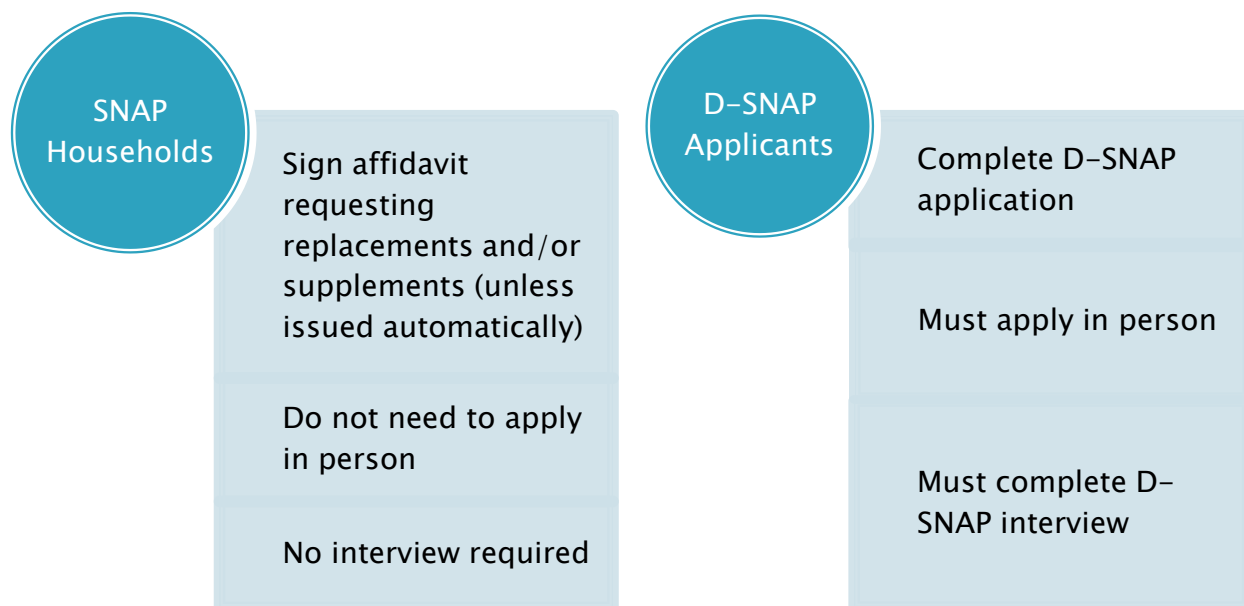 SNAP
Households
Sign affidavit
requesting
replacements and/or
supplements (unless
issued automatically)
Do not need to apply
in person
No interview required
D-SNAP
Applicants
Complete D-SNAP
application
Must apply in person
Must complete D-
SNAP interview